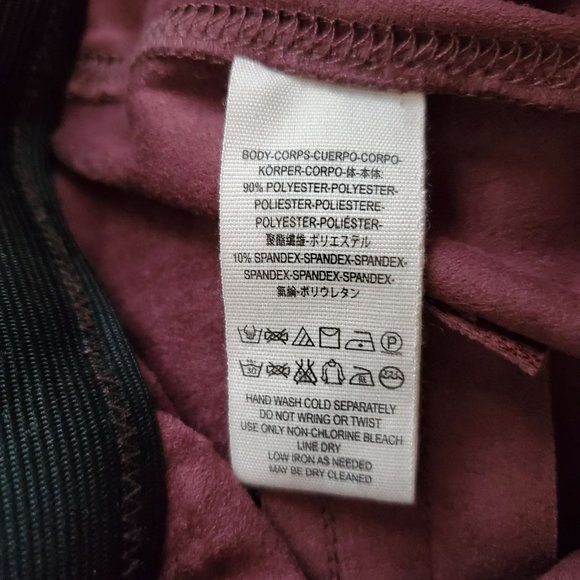 BODY-CORPS-CUERPO-CORPO-
KÖRPER-CORPO-体-本体
90% POLYESTER-POLYESTER-
POLIESTER-POLIESTERE-
POLYESTER-POLIÉSTER-
聚酯繊維-ポリエステル
10% SPANDEX-SPANDEX-SPANDEX-
SPANDEX-SPANDEX-SPANDEX-
氨綸-ポリウレタン
HAND WASH COLD SEPARATELY
DO NOT WRING OR TWIST
USE ONLY NON-CHLORINE BLEACH
LINE DRY
LOW IRON AS NEEDED
MAY BE DRY CLEANED